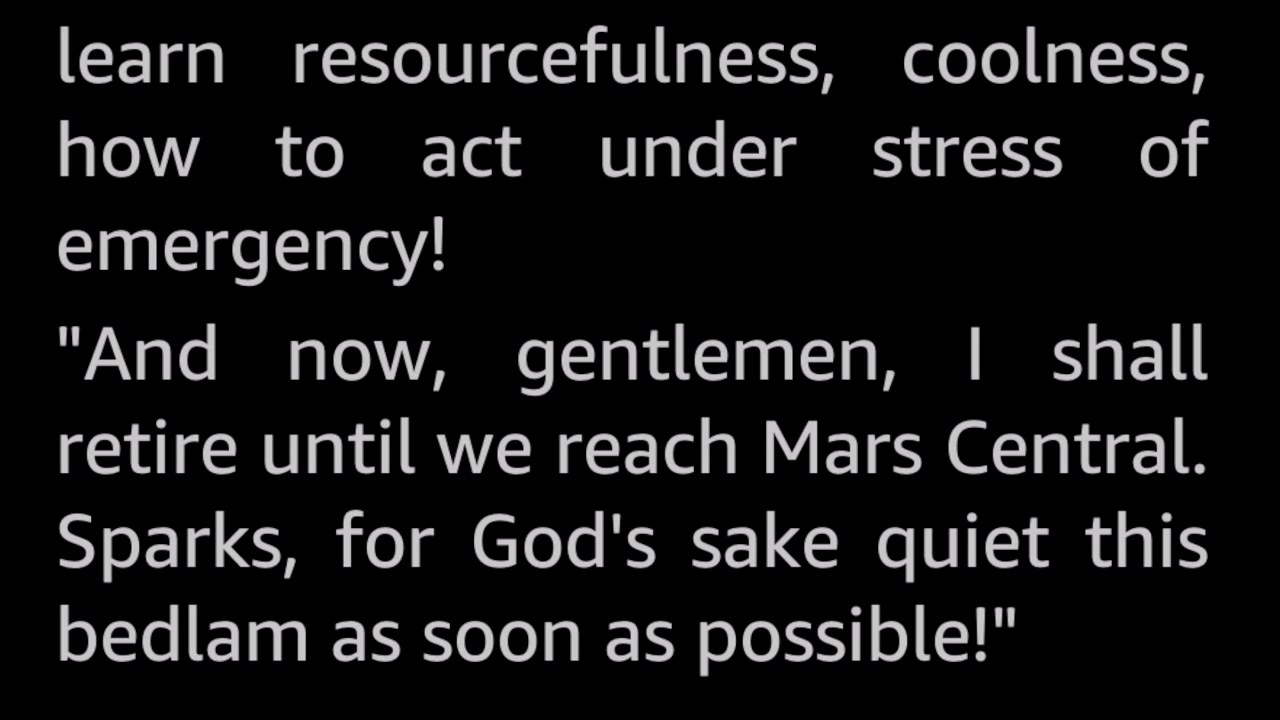 learn resourcefulness, coolness,
how to act under stress of
emergency!
"And now, gentlemen, I shall
retire until we reach Mars Central.
Sparks, for God's sake quiet this
bedlam as soon as possible!"